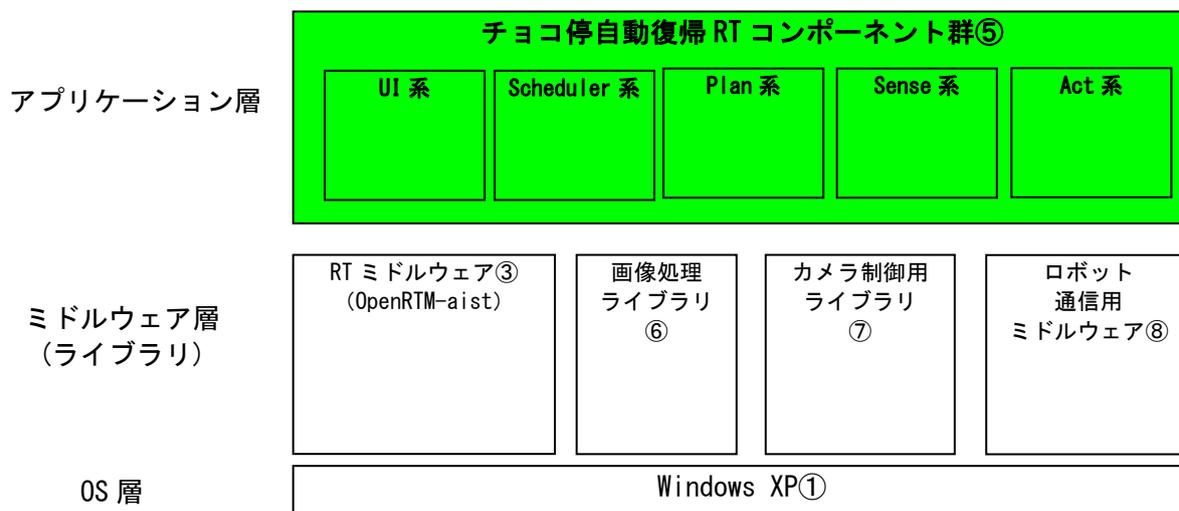 チョコ停自動復帰 RT コンポーネント群⑤
アプリケーション層
UI 系
Scheduler 系
Plan 系
Sense 系
Act 系
ミドルウェア層
(ライブラリ)
RT ミドルウェア③
(OpenRTM-aist)
画像処理
ライブラリ
⑥
カメラ制御用
ライブラリ
⑦
ロボット
通信用
ミドルウェア⑧
OS 層
Windows XP①